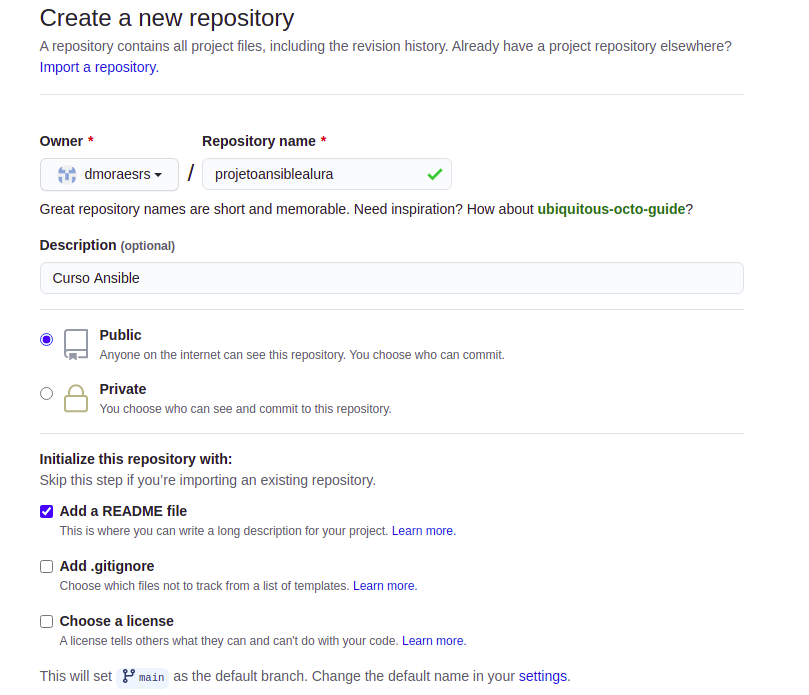 Create a new repository
A repository contains all project files, including the revision history. Already have a project repository elsewhere?
Import a repository.
Owner * Repository name *
dmoraesrs / projetoansiblealura
Great repository names are short and memorable. Need inspiration? How about ubiquitous-octo-guide?
Description (optional)
Curso Ansible
Public
Anyone on the internet can see this repository. You choose who can commit.
Private
You choose who can see and commit to this repository.
Initialize this repository with:
Skip this step if you’re importing an existing repository.
Add a README file
This is where you can write a long description for your project. Learn more.
Add .gitignore
Choose which files not to track from a list of templates. Learn more.
Choose a license
A license tells others what they can and can't do with your code. Learn more.
This will set main as the default branch. Change the default name in your settings.